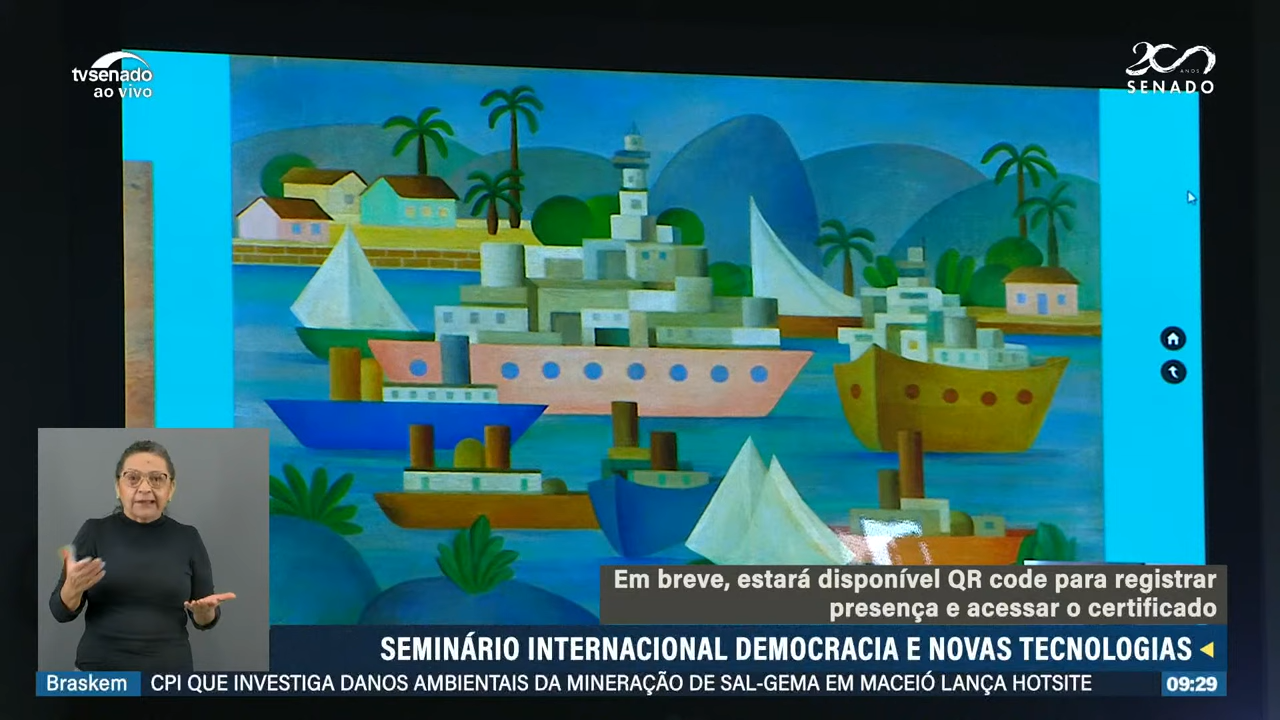 tvsenado
ao vivo
200
ANOS
SENADO
Em breve, estará disponível QR code para registrar
presença e acessar o certificado
SEMINÁRIO INTERNACIONAL DEMOCRACIA E NOVAS TECNOLOGIAS
Braskem CPI QUE INVESTIGA DANOS AMBIENTAIS DA MINERAÇÃO DE SAL-GEMA EM MACEIÓ LANÇA HOTSITE 09:29